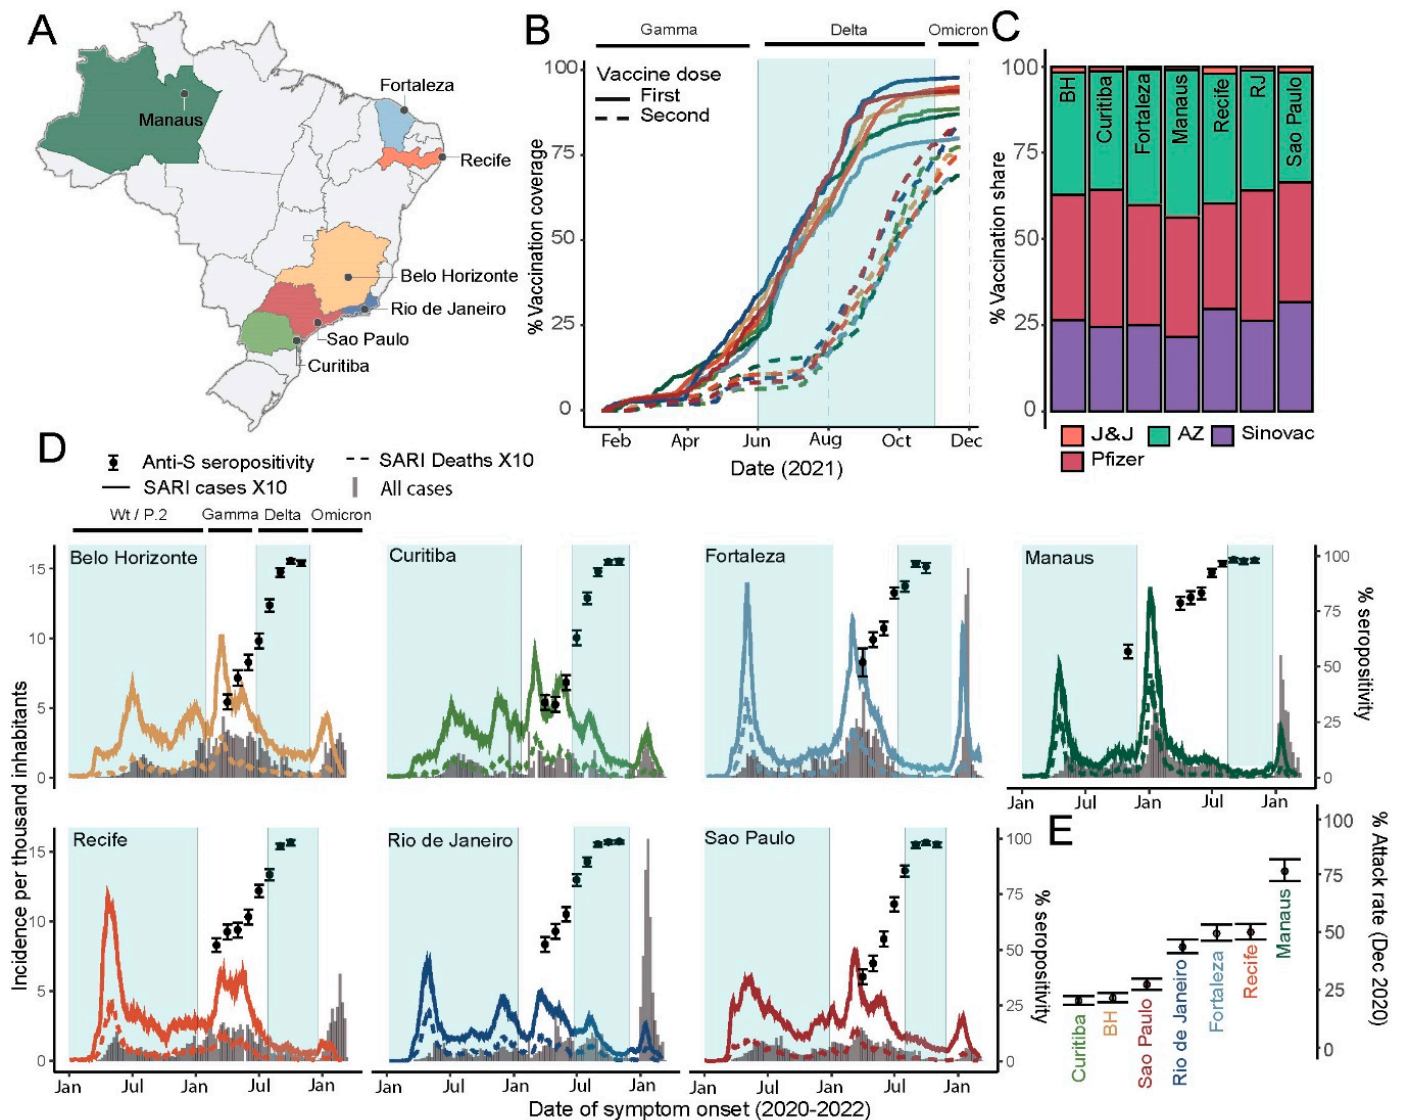 A
Fortaleza
Manaus
Recife
Belo Horizonte
Rio de Janeiro
Sao Paulo
Curitiba
B
Gamma Delta Omicron
Vaccine dose
First
Second
% Vaccination coverage
100
75
50
25
0
Feb Apr Jun Aug Oct Dec
Date (2021)
C
% Vaccination share
100
75
50
25
0
BH Curitiba Fortaleza Manaus Recife RJ Sao Paulo
J&J AZ Sinovac
Pfizer
D
Anti-S seropositivity SARI Deaths X10
SARI cases X10 All cases
Wt / P.2 Gamma Delta Omicron
Belo Horizonte Curitiba Fortaleza Manaus
15
10
5
0
100
75
50
25
0
% seropositivity
Jan Jul Jan Jul Jan
Incidence per thousand inhabitants
Recife Rio de Janeiro Sao Paulo
15
10
5
0
100
75
50
25
0
% seropositivity
Jan Jul Jan Jul Jan Jan Jul Jan Jul Jan Jan Jul Jan Jul Jan
Date of symptom onset (2020-2022)
E
100
75
50
25
0
% Attack rate (Dec 2020)
Curitiba
BH
Sao Paulo
Rio de Janeiro
Fortaleza
Recife
Manaus